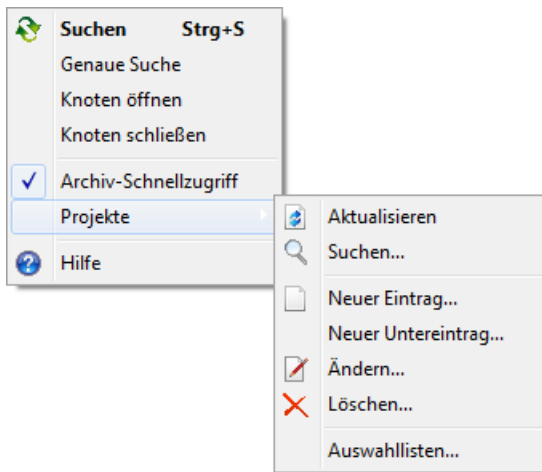 Suchen Strg+S
Genaue Suche
Knoten öffnen
Knoten schließen
Archiv-Schnellzugriff
Projekte
Hilfe
Aktualisieren
Suchen...
Neuer Eintrag...
Neuer Untereintrag...
Ändern...
Löschen...
Auswahllisten...